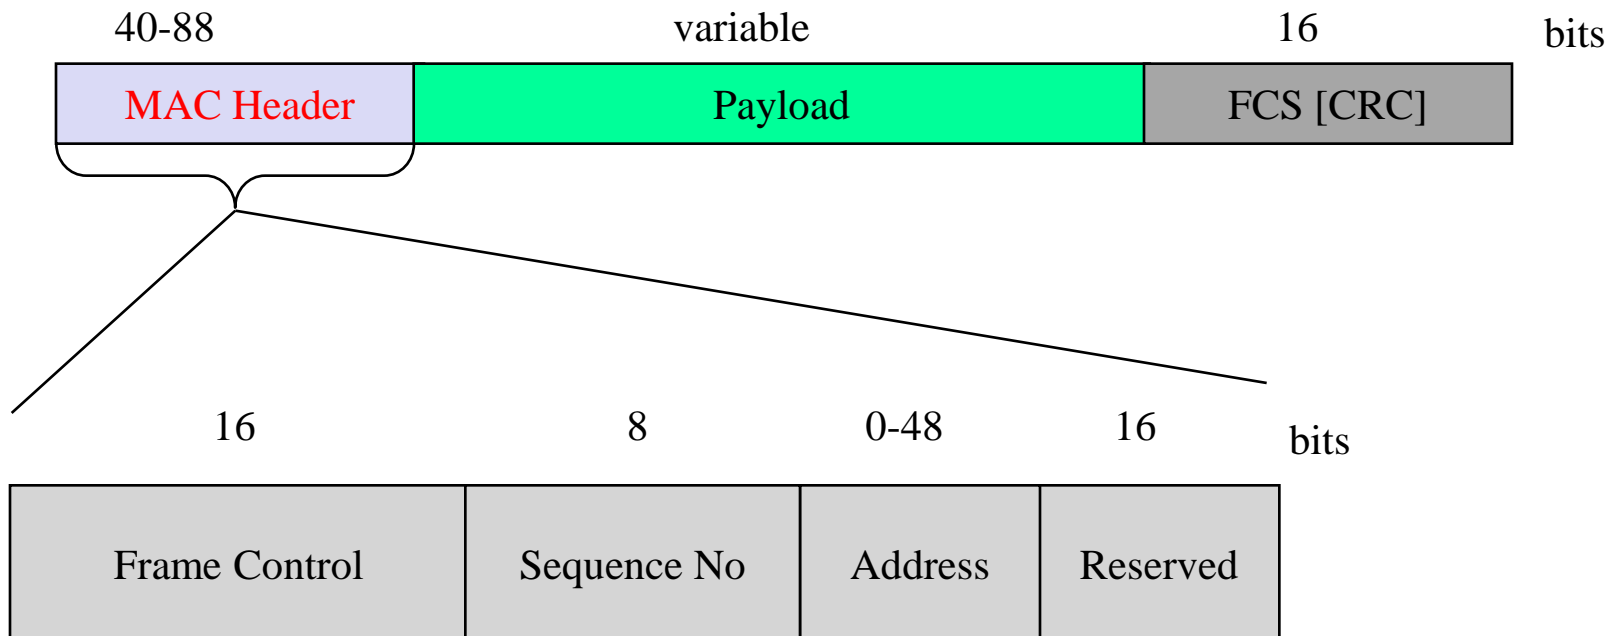 40-88 variable 16 bits
MAC Header Payload FCS [CRC]
16 8 0-48 16 bits
Frame Control Sequence No Address Reserved